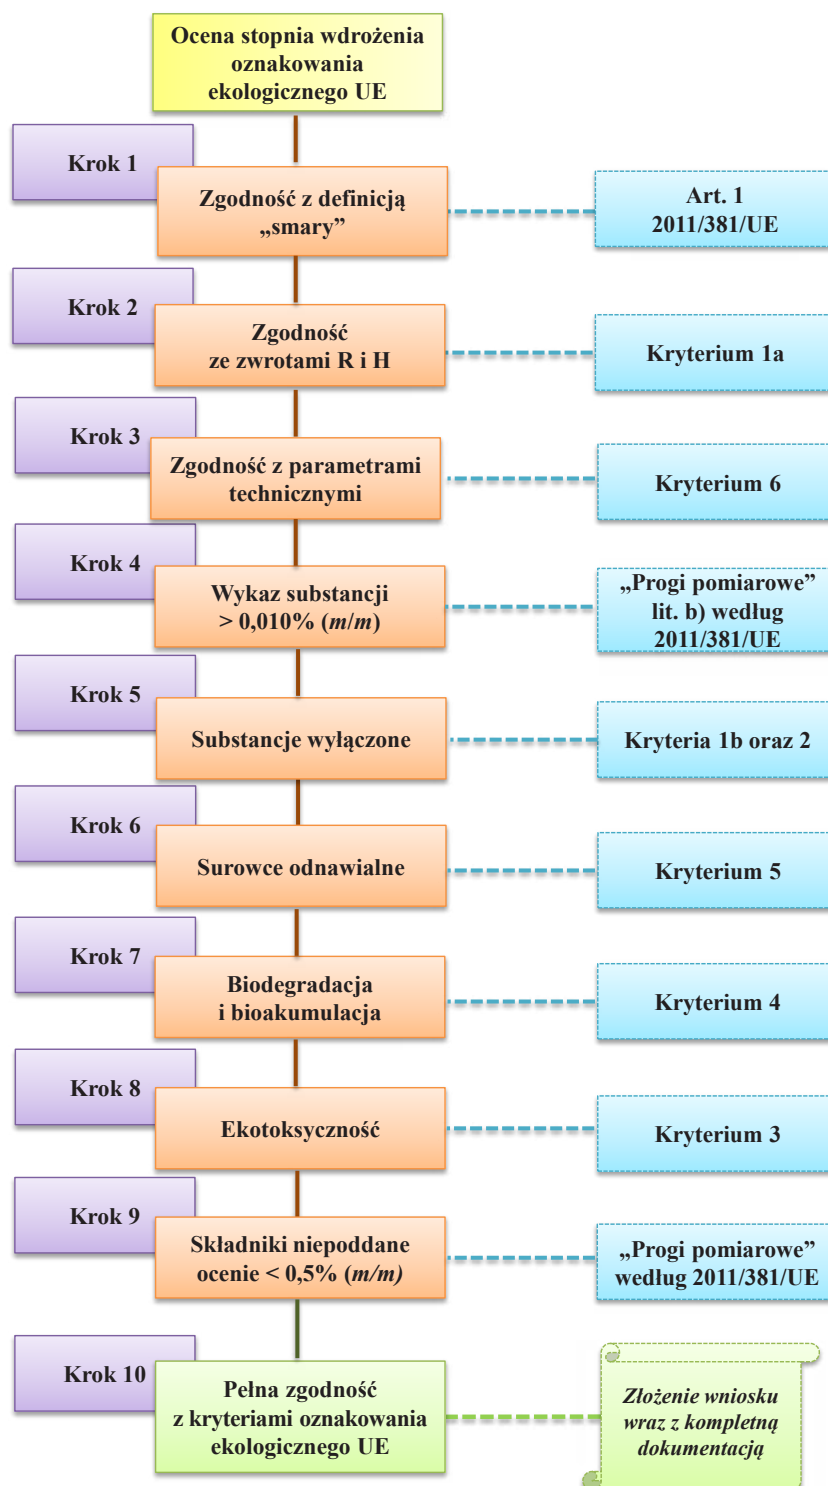 Ocena stopnia wdrożenia
oznakowania
ekologicznego UE
Krok 1
Zgodność z definicją
„smary”
Art. 1
2011/381/UE
Krok 2
Zgodność
ze zwrotami R i H
Kryterium 1a
Krok 3
Zgodność z parametrami
technicznymi
Kryterium 6
Krok 4
Wykaz substancji
> 0,010% (m/m)
„Progi pomiarowe”
lit. b) według
2011/381/UE
Krok 5
Substancje wyłączone
Kryteria 1b oraz 2
Krok 6
Surowce odnawialne
Kryterium 5
Krok 7
Biodegradacja
i bioakumulacja
Kryterium 4
Krok 8
Ekotoksyczność
Kryterium 3
Krok 9
Składniki niepoddane
ocenie < 0,5% (m/m)
„Progi pomiarowe”
według 2011/381/UE
Krok 10
Pełna zgodność
z kryteriami oznakowania
ekologicznego UE
Złożenie wniosku
wraz z kompletną
dokumentacją